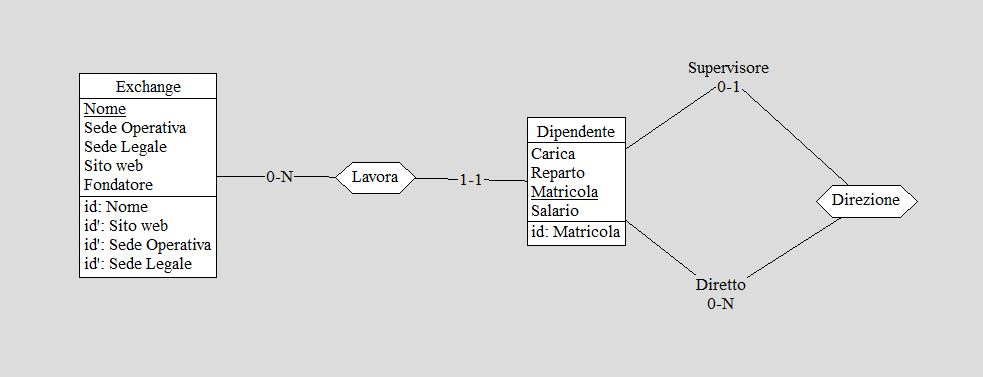 Exchange
Nome
Sede Operativa
Sede Legale
Sito web
Fondatore
id: Nome
id': Sito web
id': Sede Operativa
id': Sede Legale
0-N
Lavora
1-1
Dipendente
Carica
Reparto
Matricola
Salario
id: Matricola
Supervisore
0-1
Direzione
Diretto
0-N